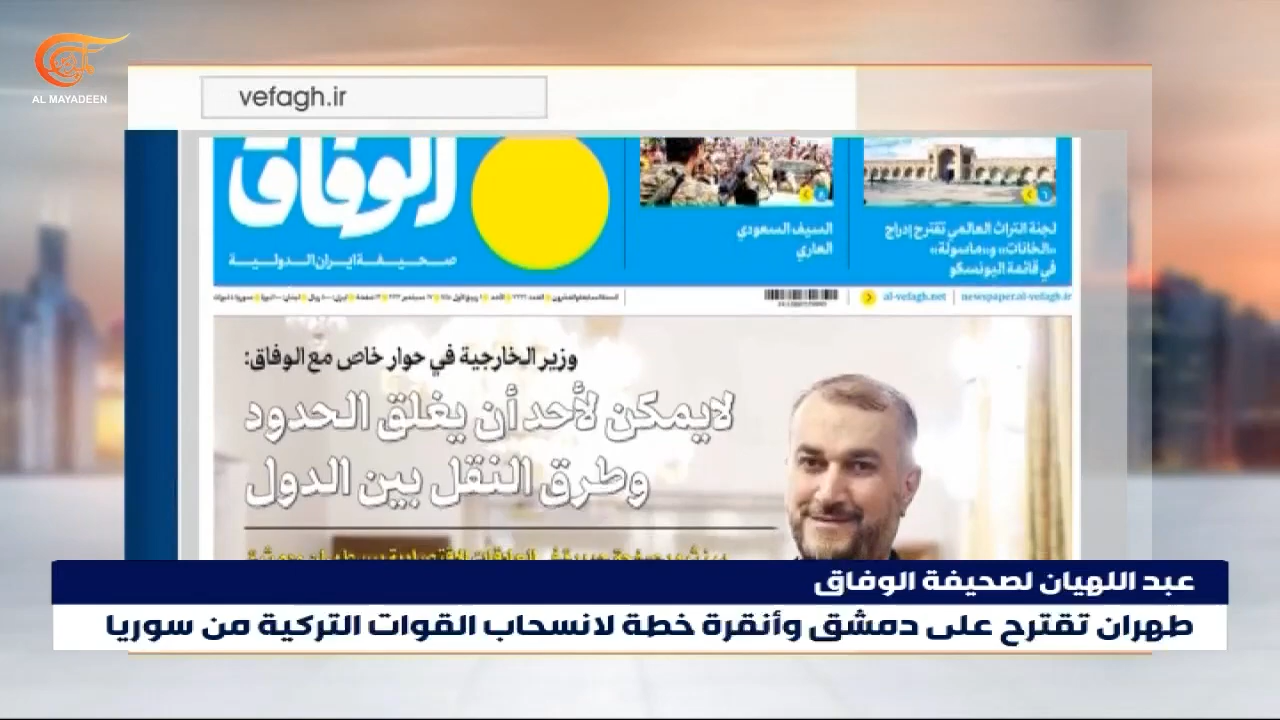 AL MAYADEEN
vefagh.ir
الوفاق
صحيفة ايران الدولية
السيف السعودي
العاري
لجنة التراث العالمي تقترح إدراج
«الخانات» و«ماسولة»
في قائمة اليونسكو
al-vefagh.net
newspaper.al-vefagh.ir
وزير الخارجية في حوار خاص مع الوفاق:
لايمكن لأحد أن يغلق الحدود
وطرق النقل بين الدول
عبد اللهيان لصحيفة الوفاق
طهران تقترح على دمشق وأنقرة خطة لانسحاب القوات التركية من سوريا